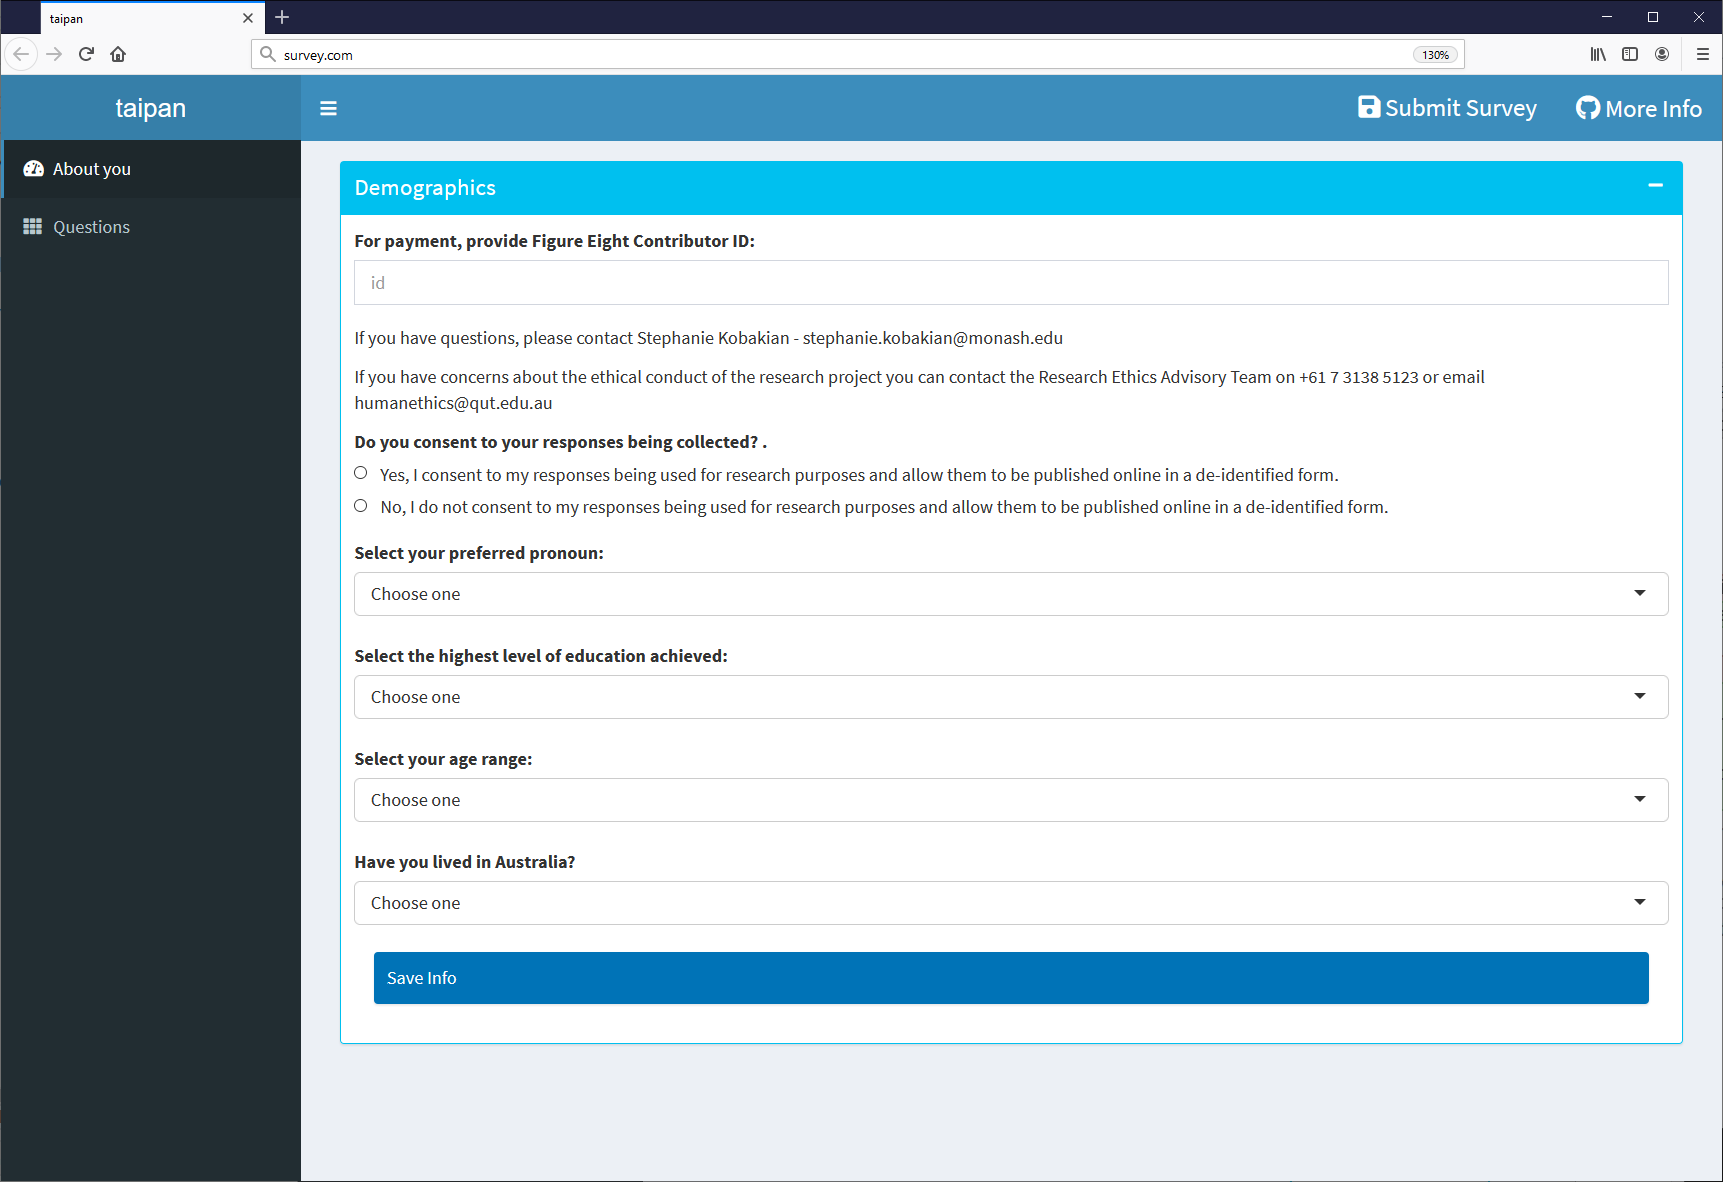 taipan
survey.com
130%
taipan
Submit Survey
More Info
About you
Questions
Demographics
For payment, provide Figure Eight Contributor ID:
id
If you have questions, please contact Stephanie Kobakian - stephanie.kobakian@monash.edu
If you have concerns about the ethical conduct of the research project you can contact the Research Ethics Advisory Team on +61 7 3138 5123 or email
humanethics@qut.edu.au
Do you consent to your responses being collected? .
Yes, I consent to my responses being used for research purposes and allow them to be published online in a de-identified form.
No, I do not consent to my responses being used for research purposes and allow them to be published online in a de-identified form.
Select your preferred pronoun:
Choose one
Select the highest level of education achieved:
Choose one
Select your age range:
Choose one
Have you lived in Australia?
Choose one
Save Info